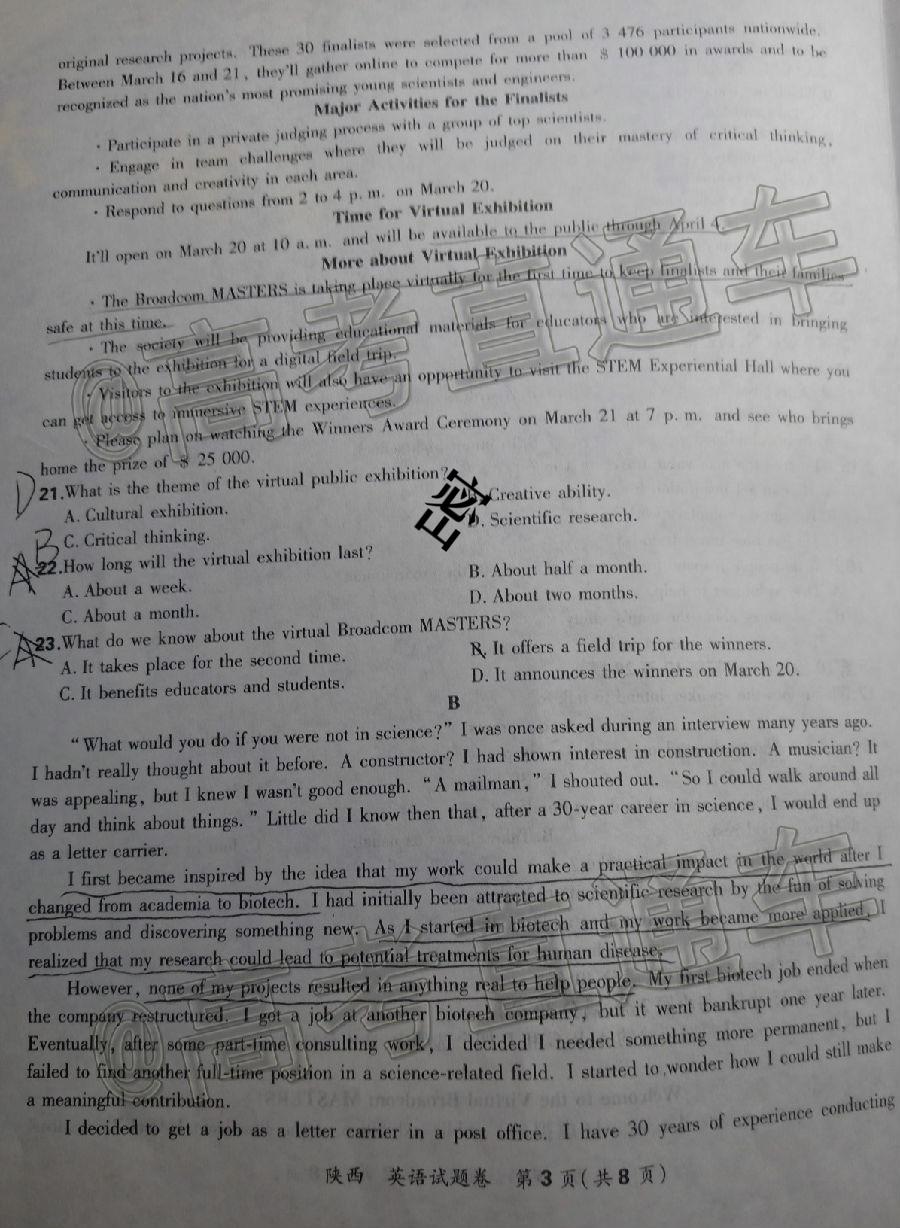 original research projects. These 30 finalists were selected from a pool of 3 476 participants nationwide.
Between March 16 and 21, they'll gather online to compete for more than $ 100 000 in awards and to be
recognized as the nation's most promising young scientists and engineers.
Major Activities for the Finalists
· Participate in a private judging process with a group of top scientists.
· Engage in team challenges where they will be judged on their mastery of critical thinking,
communication and creativity in each area.
· Respond to questions from 2 to 4 p. m. on March 20.
Time for Virtual Exhibition
It'll open on March 20 at 10 a. m. and will be available to the public through April 4.
More about Virtual Exhibition
· The Broadcom MASTERS is taking place virtually for the first time to keep finalists and their families
safe at this time.
· The society will be providing educational materials for educators who are interested in bringing
students to the exhibition for a digital field trip.
· Visitors to the exhibition will also have an opportunity to visit the STEM Experiential Hall where you
can get access to immersive STEM experiences.
· Please plan on watching the Winners Award Ceremony on March 21 at 7 p. m. and see who brings
home the prize of $ 25 000.
D 21.What is the theme of the virtual public exhibition?
A. Cultural exhibition. B. Creative ability.
C. Critical thinking. D. Scientific research.
密
B
A 22.How long will the virtual exhibition last?
A. About a week. B. About half a month.
C. About a month. D. About two months.
A 23.What do we know about the virtual Broadcom MASTERS?
A. It takes place for the second time. B. It offers a field trip for the winners.
C. It benefits educators and students. D. It announces the winners on March 20.
B
"What would you do if you were not in science?" I was once asked during an interview many years ago.
I hadn't really thought about it before. A constructor? I had shown interest in construction. A musician? It
was appealing, but I knew I wasn't good enough. "A mailman," I shouted out. "So I could walk around all
day and think about things." Little did I know then that, after a 30-year career in science, I would end up
as a letter carrier.
I first became inspired by the idea that my work could make a practical impact in the world after I
changed from academia to biotech. I had initially been attracted to scientific research by the fun of solving
problems and discovering something new. As I started in biotech and my work became more applied, I
realized that my research could lead to potential treatments for human disease.
However, none of my projects resulted in anything real to help people. My first biotech job ended when
the company restructured. I got a job at another biotech company, but it went bankrupt one year later.
Eventually, after some part-time consulting work, I decided I needed something more permanent, but I
failed to find another full-time position in a science-related field. I started to wonder how I could still make
a meaningful contribution.
I decided to get a job as a letter carrier in a post office. I have 30 years of experience conducting
陕西 英语试题卷 第3页(共8页)
@高考直通车
@高考直通车